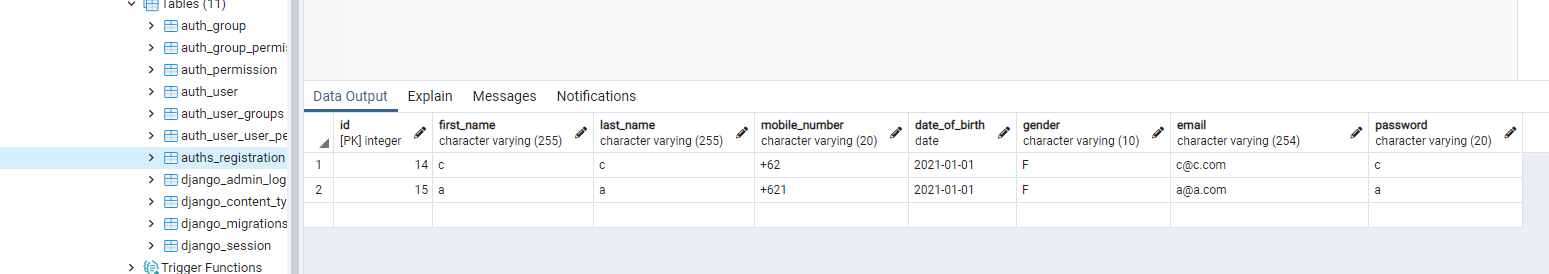 Tables (11)
auth_group
auth_group_permis
auth_permission
auth_user
auth_user_groups
auth_user_user_pe
auths_registration
django_admin_log
django_content_ty
django_migrations
django_session
Trigger Functions
Data Output Explain Messages Notifications
id first_name last_name mobile_number date_of_birth gender email password
[PK] integer character varying (255) character varying (255) character varying (20) date character varying (10) character varying (254) character varying (20)
1 14 c c +62 2021-01-01 F c@c.com c
2 15 a a +621 2021-01-01 F a@a.com a